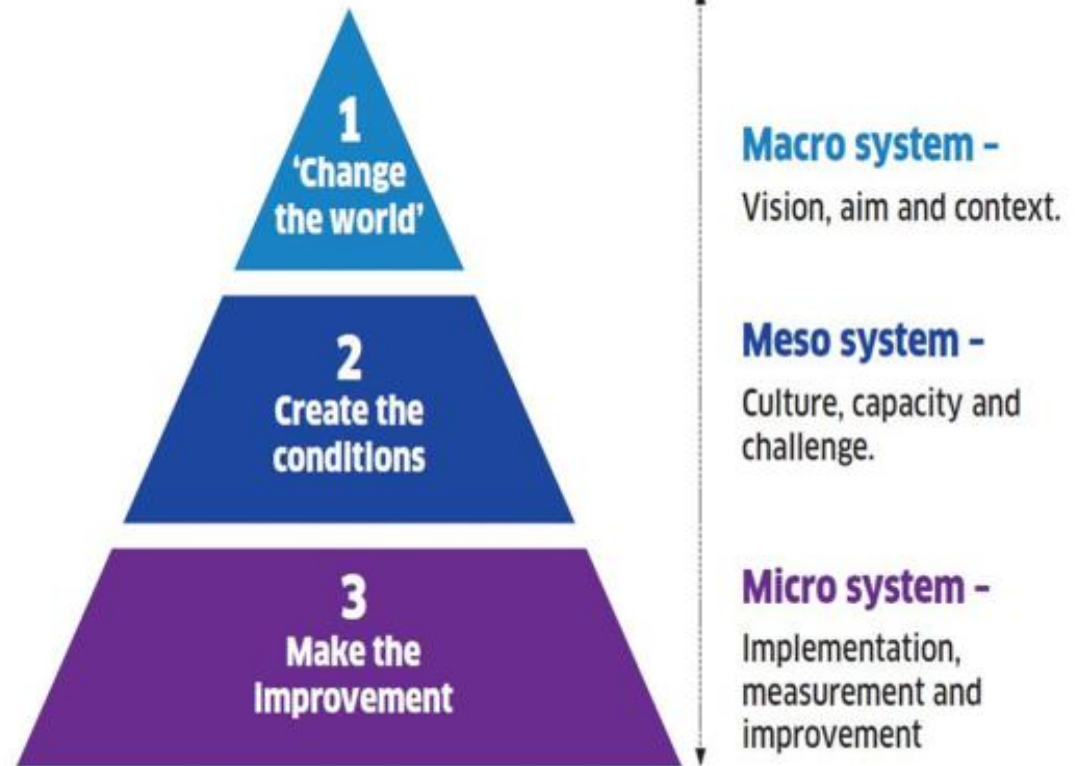 1
‘Change
the world’
Macro system –
Vision, aim and context.
2
Create the
conditions
Meso system –
Culture, capacity and
challenge.
3
Make the
Improvement
Micro system –
Implementation,
measurement and
improvement